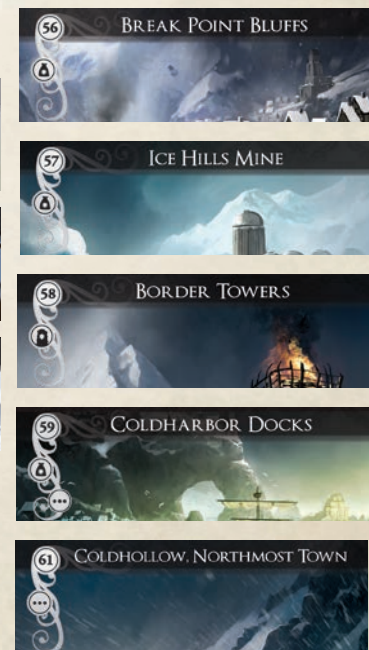 56 BREAK POINT BLUFFS
57 ICE HILLS MINE
58 BORDER TOWERS
59 COLDHARBOR DOCKS
61 COLDHOLLOW, NORTHMOST TOWN